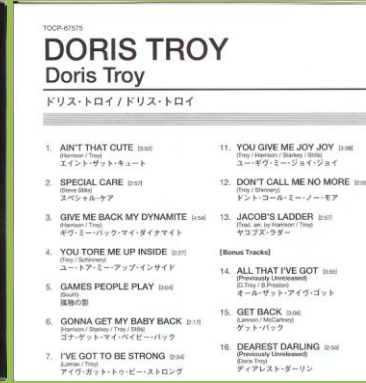 TOCP-67575
DORIS TROY
Doris Troy
ドリス・トロイ / ドリス・トロイ
1. AIN'T THAT CUTE [3:52]
(Harrison / Troy)
エイント・ザット・キュート
2. SPECIAL CARE [2:57]
(Steve Stills)
スペシャル・ケア
3. GIVE ME BACK MY DYNAMITE [4:54]
(Harrison / Troy)
ギヴ・ミー・バック・マイ・ダイナマイト
4. YOU TORE ME UP INSIDE [2:27]
(Troy / Schinnery)
ユー・トア・ミー・アップ・インサイド
5. GAMES PEOPLE PLAY [3:04]
(South)
孤独の影
6. GONNA GET MY BABY BACK [2:17]
(Harrison / Starkey / Troy / Stills)
ゴナ・ゲット・マイ・ベイビー・バック
7. I'VE GOT TO BE STRONG [2:34]
(Lomax / Troy)
アイヴ・ガット・トゥ・ビー・ストロング
11. YOU GIVE ME JOY JOY [3:38]
(Troy / Harrison / Starkey / Stills)
ユー・ギヴ・ミー・ジョイ・ジョイ
12. DON'T CALL ME NO MORE
(Troy / Shinnery)
ドント・コール・ミー・ノー・モア
13. JACOB'S LADDER [2:57]
(Trad. arr. by Harrison / Troy)
ヤコブズ・ラダー
[Bonus Tracks]
14. ALL THAT I'VE GOT [3:55]
(Previously Unreleased)
(D.Troy / B.Preston)
オール・ザット・アイヴ・ゴット
15. GET BACK [3:06]
(Lennon / McCartney)
ゲット・バック
16. DEAREST DARLING [2:50]
(Previously Unreleased)
(Troy)
ディアレスト・ダーリン